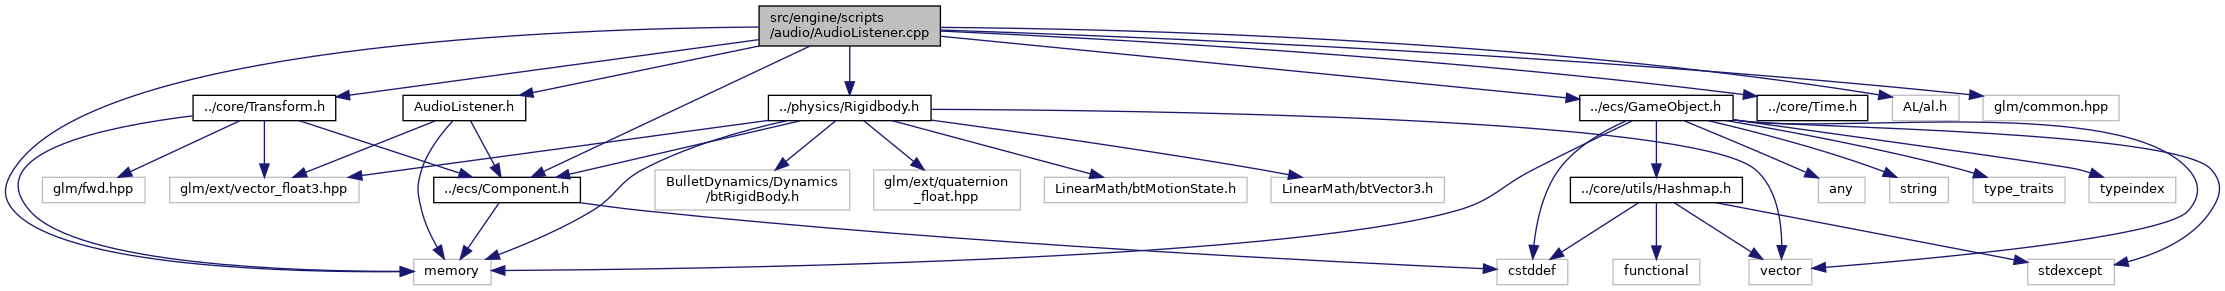 src/engine/scripts
/audio/AudioListener.cpp
../core/Transform.h
AudioListener.h
../physics/Rigidbody.h
../ecs/GameObject.h
../core/Time.h
AL/al.h
glm/common.hpp
glm/fwd.hpp
glm/ext/vector_float3.hpp
../ecs/Component.h
BulletDynamics/Dynamics
/btRigidBody.h
glm/ext/quaternion
_float.hpp
LinearMath/btMotionState.h
LinearMath/btVector3.h
../core/utils/Hashmap.h
any
string
type_traits
typeindex
memory
cstddef
functional
vector
stdexcept